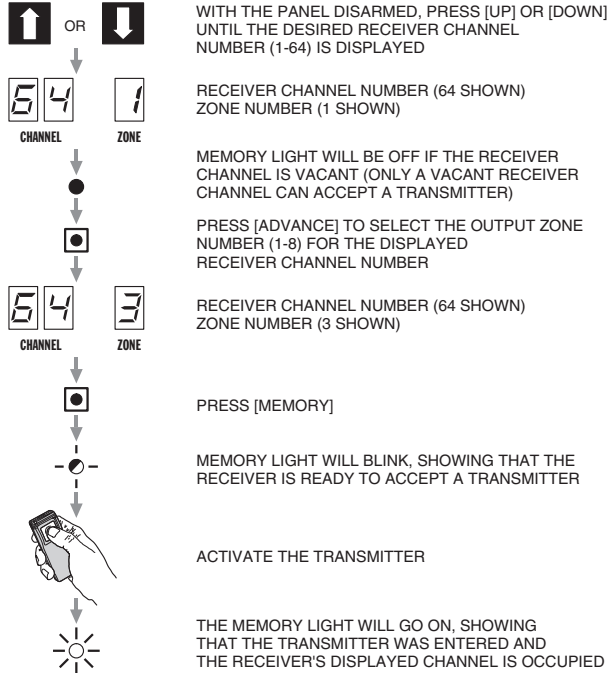 OR
WITH THE PANEL DISARMED, PRESS [UP] OR [DOWN]
UNTIL THE DESIRED RECEIVER CHANNEL
NUMBER (1-64) IS DISPLAYED
64 1
CHANNEL ZONE
RECEIVER CHANNEL NUMBER (64 SHOWN)
ZONE NUMBER (1 SHOWN)
MEMORY LIGHT WILL BE OFF IF THE RECEIVER
CHANNEL IS VACANT (ONLY A VACANT RECEIVER
CHANNEL CAN ACCEPT A TRANSMITTER)
PRESS [ADVANCE] TO SELECT THE OUTPUT ZONE
NUMBER (1-8) FOR THE DISPLAYED
RECEIVER CHANNEL NUMBER
64 3
CHANNEL ZONE
RECEIVER CHANNEL NUMBER (64 SHOWN)
ZONE NUMBER (3 SHOWN)
PRESS [MEMORY]
MEMORY LIGHT WILL BLINK, SHOWING THAT THE
RECEIVER IS READY TO ACCEPT A TRANSMITTER
ACTIVATE THE TRANSMITTER
THE MEMORY LIGHT WILL GO ON, SHOWING
THAT THE TRANSMITTER WAS ENTERED AND
THE RECEIVER'S DISPLAYED CHANNEL IS OCCUPIED